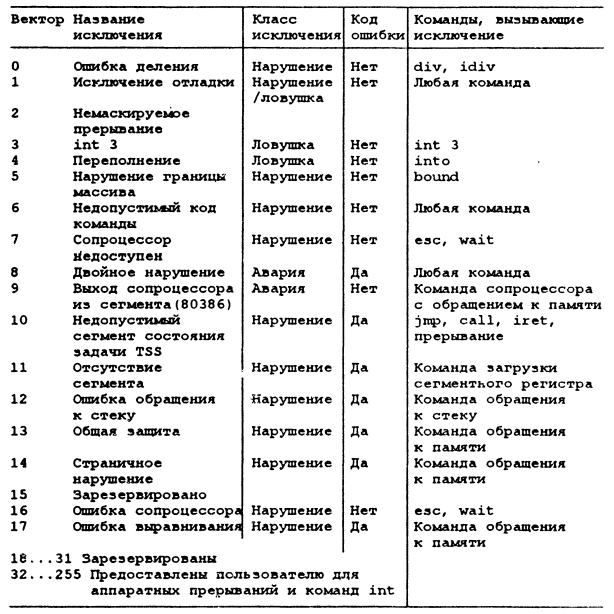 Вектор Название Класс Код Команды, вызывающие
исключения исключения ошибки исключение
0 Ошибка деления Нарушение Нет div, idiv
1 Исключение отладки Нарушение Нет Любая команда
/ловушка
2 Немаскируемое
прерывание
3 int 3 Ловушка Нет int 3
4 Переполнение Ловушка Нет into
5 Нарушение границы Нарушение Нет bound
массива
6 Недопустимый код Нарушение Нет Любая команда
команды
7 Сопроцессор Нарушение Нет esc, wait
недоступен
8 Двойное нарушение Авария Да Любая команда
9 Выход сопроцессора Авария Нет Команда сопроцессора
из сегмента(80386) с обращением к памяти
10 Недопустимый Нарушение Да jmp, call, iret,
сегмент состояния прерывание
задачи TSS
11 Отсутствие Нарушение Да Команда загрузки
сегмента сегментного регистра
12 Ошибка обращения Нарушение Да Команда обращения
к стеку к стеку
13 Общая защита Нарушение Да Команда обращения
к памяти
14 Страничное Нарушение Да Команда обращения
нарушение к памяти
15 Зарезервировано
16 Ошибка сопроцессора Нарушение Нет esc, wait
17 Ошибка выравнивания Нарушение Да Команда обращения
к памяти
18...31 Зарезервированы
32...255 Предоставлены пользователю для
аппаратных прерываний и команд int